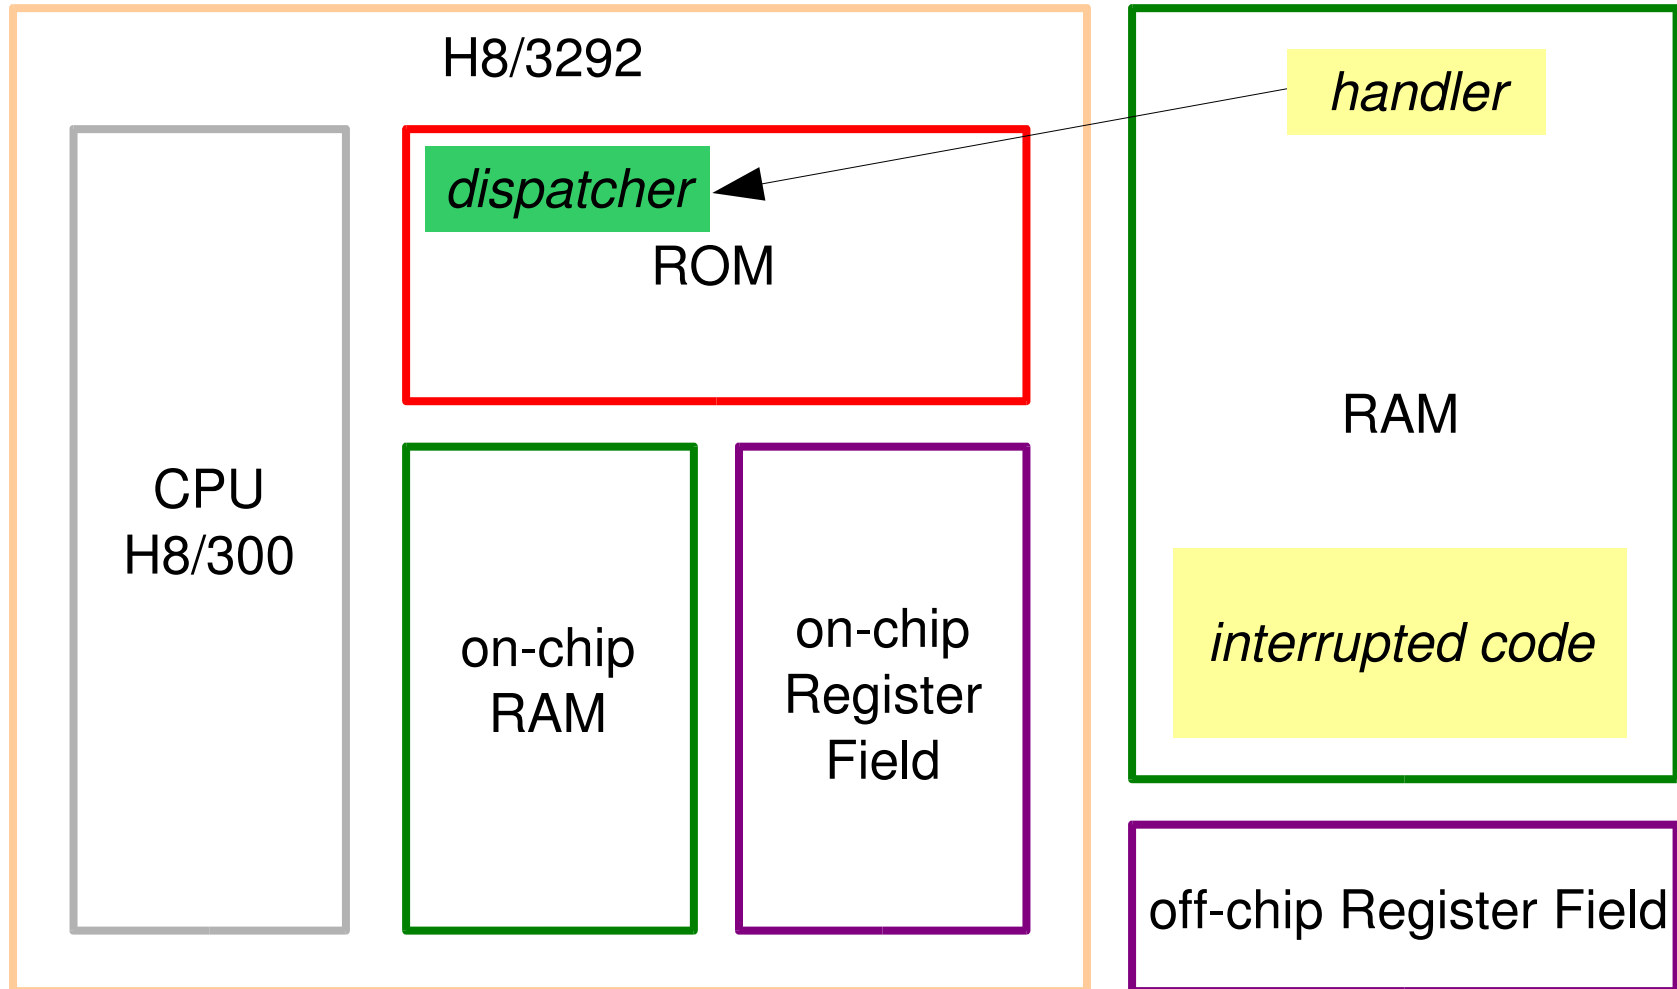 H8/3292
handler
dispatcher
ROM
RAM
CPU
H8/300
on-chip
RAM
on-chip
Register
Field
interrupted code
off-chip Register Field